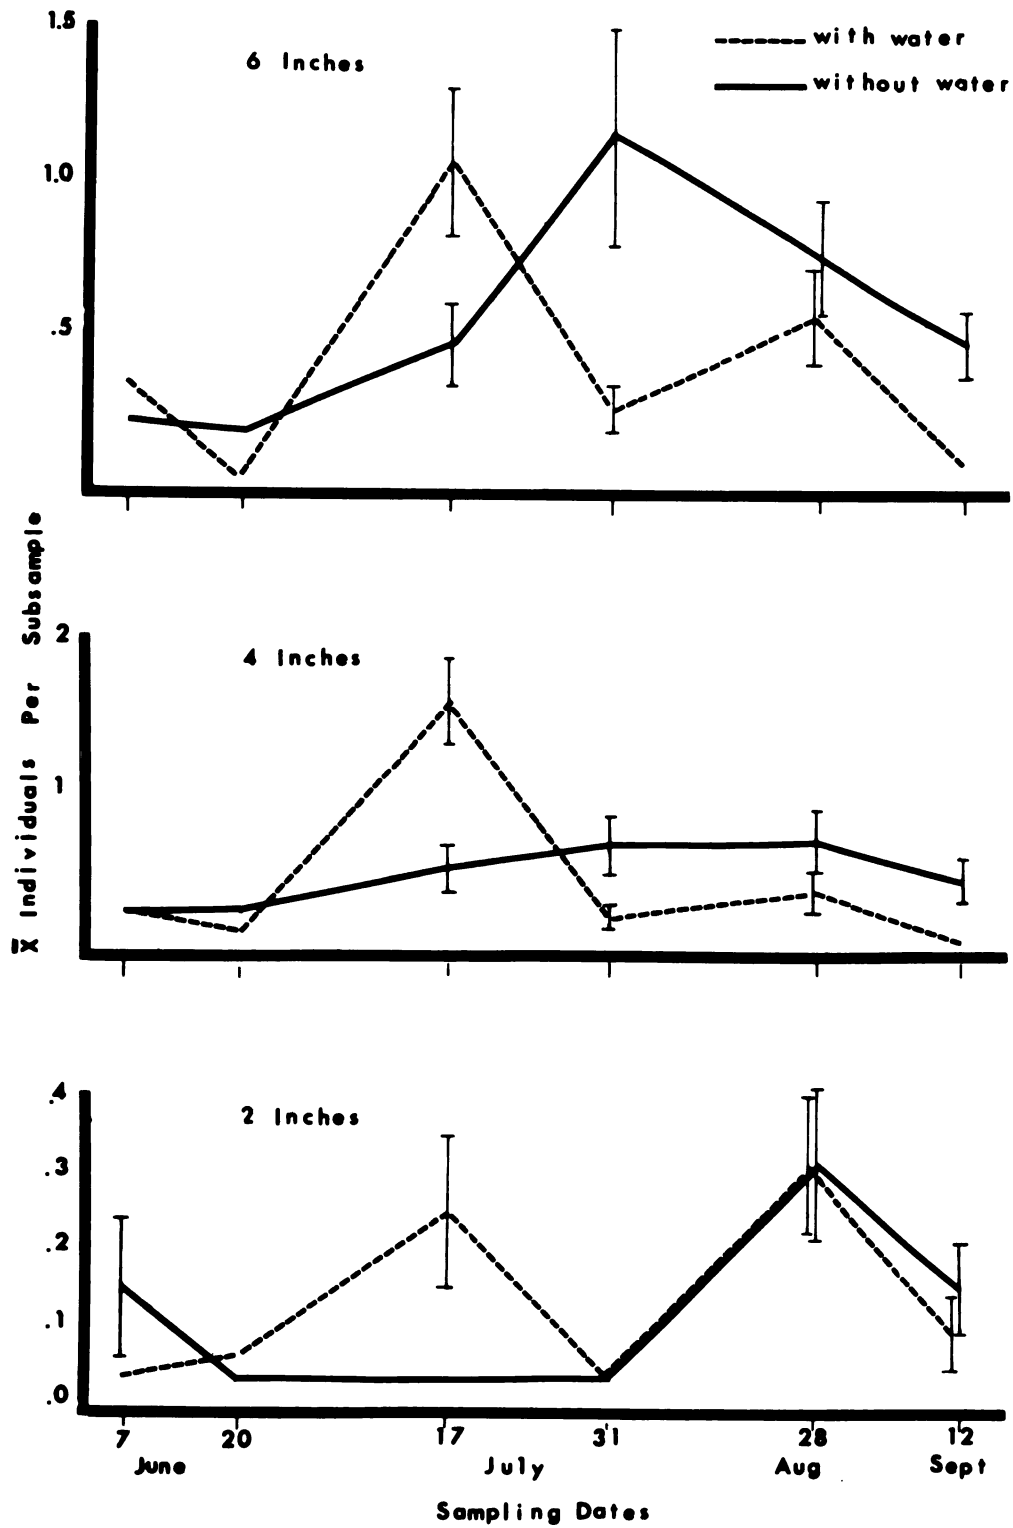 1.5
6 Inches
with water
without water
1.0
.5
X̄ Individuals Per Subsample
2
4 Inches
1
.4
2 Inches
.3
.2
.1
.0
7 20 17 31 28 12
June July Aug Sept
Sampling Dates